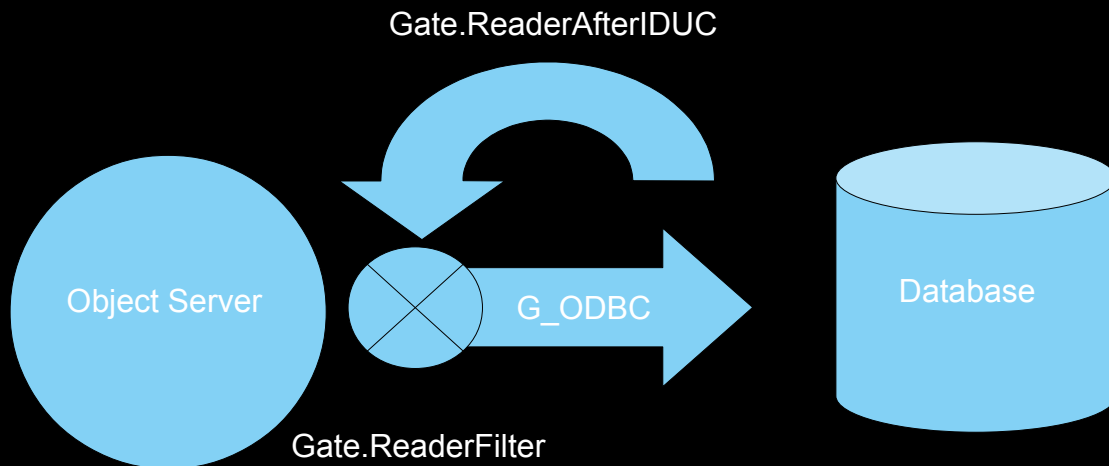 Gate.ReaderAfterIDUC
Object Server
G_ODBC
Database
Gate.ReaderFilter